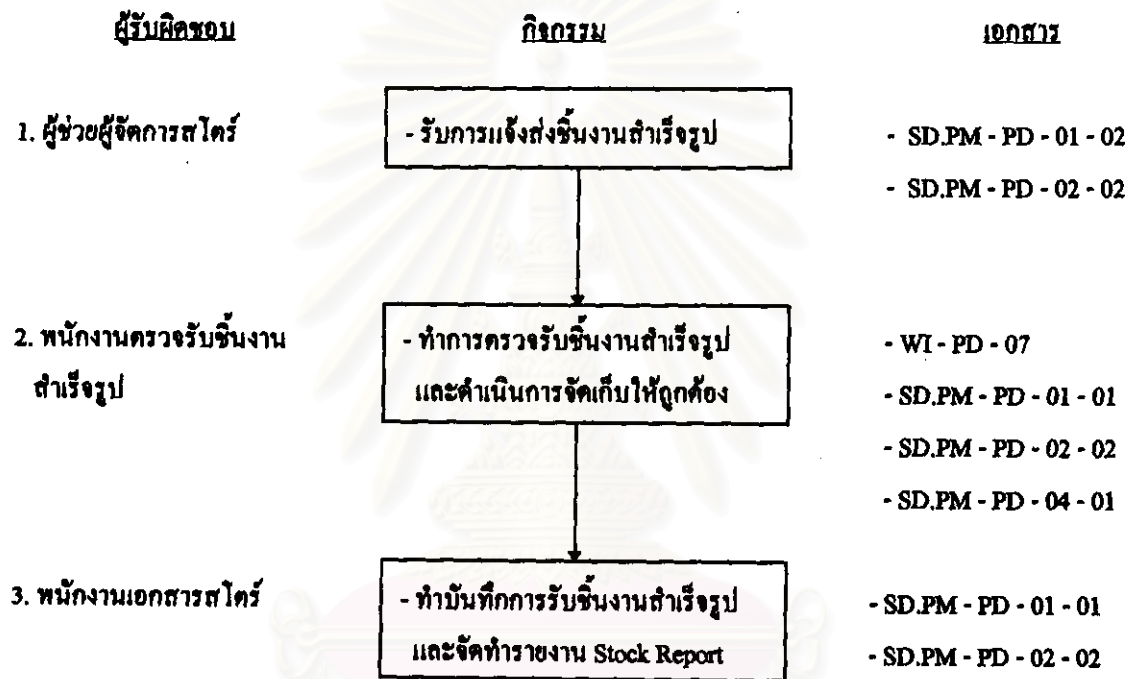 ผู้รับผิดชอบ กิจกรรม เอกสาร
1. ผู้ช่วยผู้จัดการสโตร์ - รับการแจ้งส่งชิ้นงานสำเร็จรูป - SD.PM - PD - 01 - 02
- SD.PM - PD - 02 - 02
2. พนักงานตรวจรับชิ้นงาน - ทำการตรวจรับชิ้นงานสำเร็จรูป - WI - PD - 07
สำเร็จรูป และดำเนินการจัดเก็บให้ถูกต้อง - SD.PM - PD - 01 - 01
- SD.PM - PD - 02 - 02
- SD.PM - PD - 04 - 01
3. พนักงานเอกสารสโตร์ - ทำบันทึกการรับชิ้นงานสำเร็จรูป - SD.PM - PD - 01 - 01
และจัดทำรายงาน Stock Report - SD.PM - PD - 02 - 02